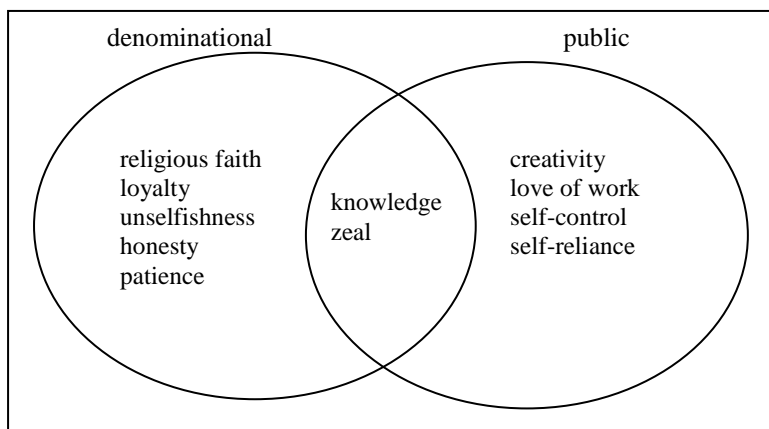 denominational
public
religious faith
loyalty
unselfishness
honesty
patience
knowledge
zeal
creativity
love of work
self-control
self-reliance